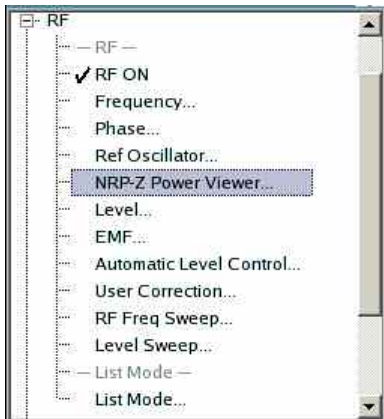 RF
— RF —
RF ON
Frequency...
Phase...
Ref Oscillator...
NRP-Z Power Viewer...
Level...
EMF...
Automatic Level Control...
User Correction...
RF Freq Sweep...
Level Sweep...
— List Mode —
List Mode...